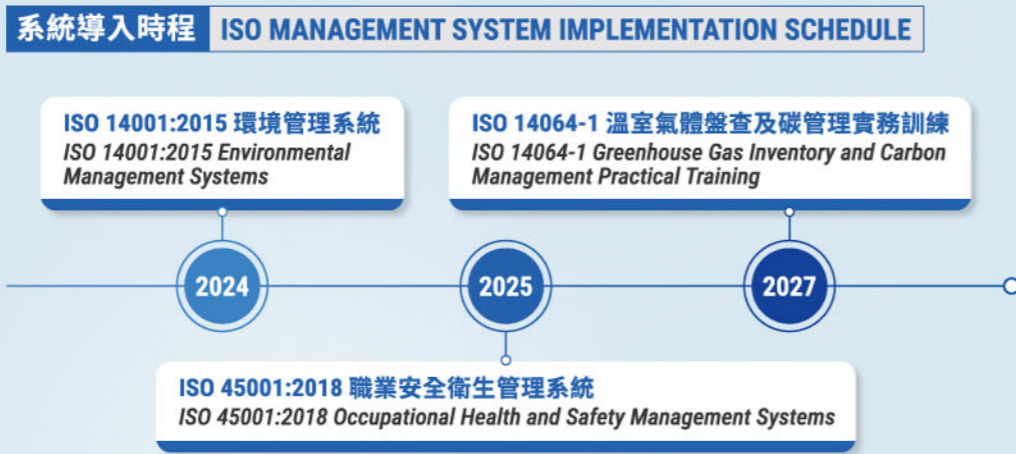 系統導入時程 ISO MANAGEMENT SYSTEM IMPLEMENTATION SCHEDULE
ISO 14001:2015 環境管理系統
ISO 14001:2015 Environmental
Management Systems
ISO 14064-1 溫室氣體盤查及碳管理實務訓練
ISO 14064-1 Greenhouse Gas Inventory and Carbon
Management Practical Training
2024
2025
2027
ISO 45001:2018 職業安全衛生管理系統
ISO 45001:2018 Occupational Health and Safety Management Systems